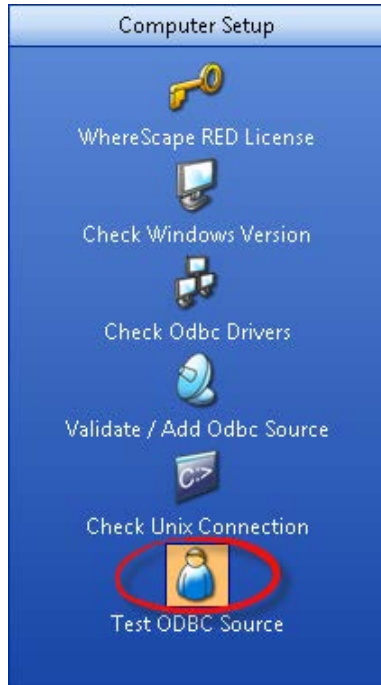 Computer Setup
WhereScape RED License
Check Windows Version
Check Odbc Drivers
Validate / Add Odbc Source
C:>
Check Unix Connection
Test ODBC Source